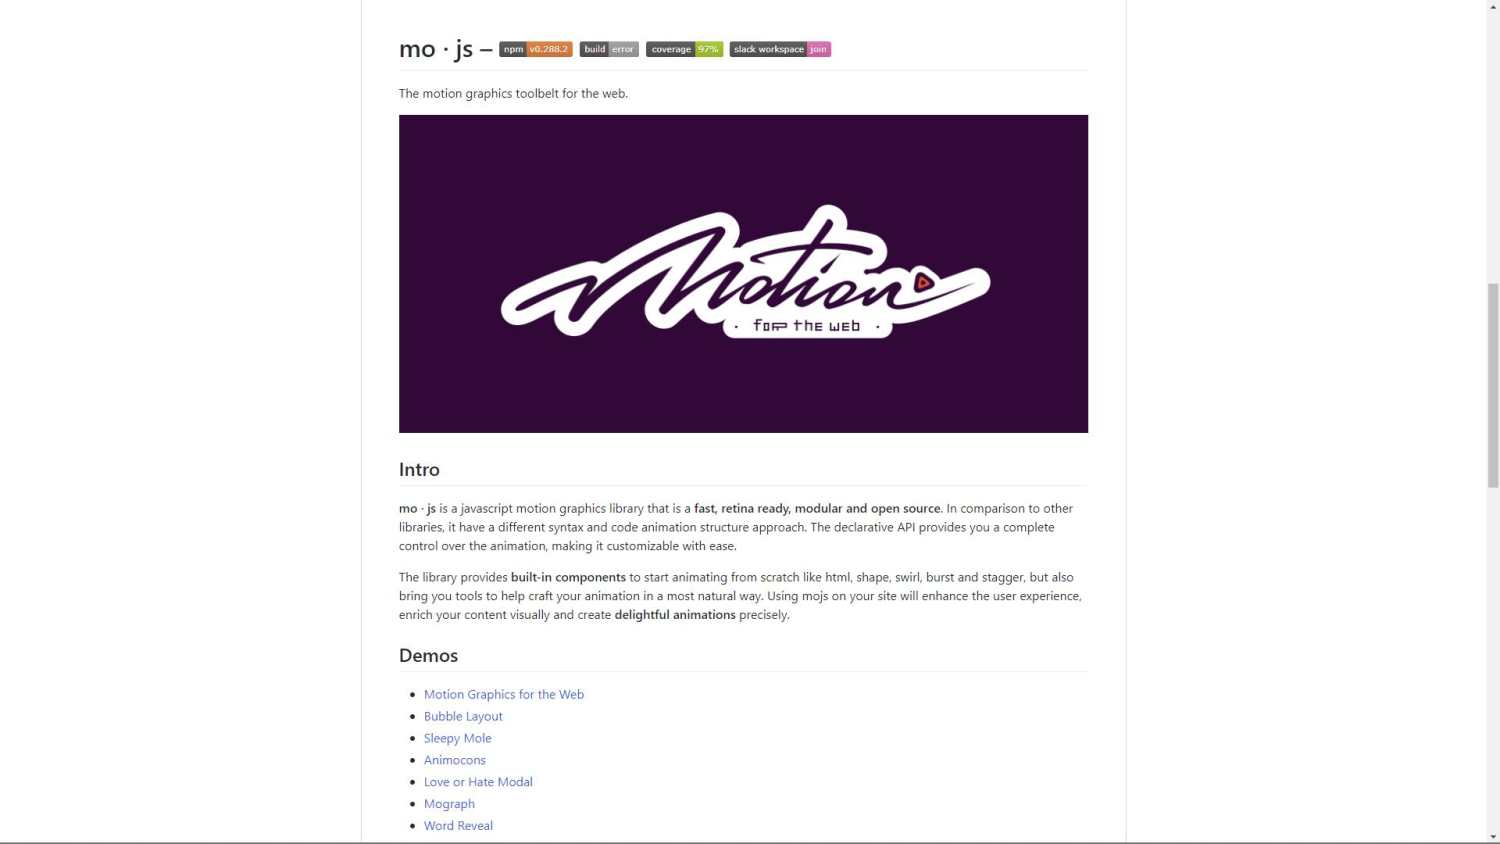 mo · js – npm v0.288.2 build error coverage 97% slack workspace join
The motion graphics toolbelt for the web.
Motion
· for the web ·
Intro
mo · js is a javascript motion graphics library that is a fast, retina ready, modular and open source. In comparison to other
libraries, it have a different syntax and code animation structure approach. The declarative API provides you a complete
control over the animation, making it customizable with ease.
The library provides built-in components to start animating from scratch like html, shape, swirl, burst and stagger, but also
bring you tools to help craft your animation in a most natural way. Using mojs on your site will enhance the user experience,
enrich your content visually and create delightful animations precisely.
Demos
• Motion Graphics for the Web
• Bubble Layout
• Sleepy Mole
• Animocons
• Love or Hate Modal
• Mograph
• Word Reveal